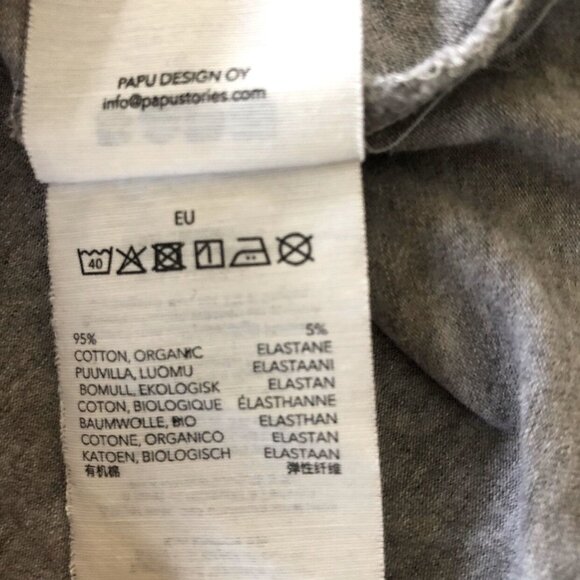 PAPU DESIGN OY
info@papustories.com
EU
40
95% 5%
COTTON, ORGANIC ELASTANE
PUUVILLA, LUOMU ELASTAANI
BOMULL, EKOLOGISK ELASTAN
COTON, BIOLOGIQUE ÉLASTHANNE
BAUMWOLLE, BIO ELASTHAN
COTONE, ORGANICO ELASTAN
KATOEN, BIOLOGISCH ELASTAAN
有机棉 弹性纤维